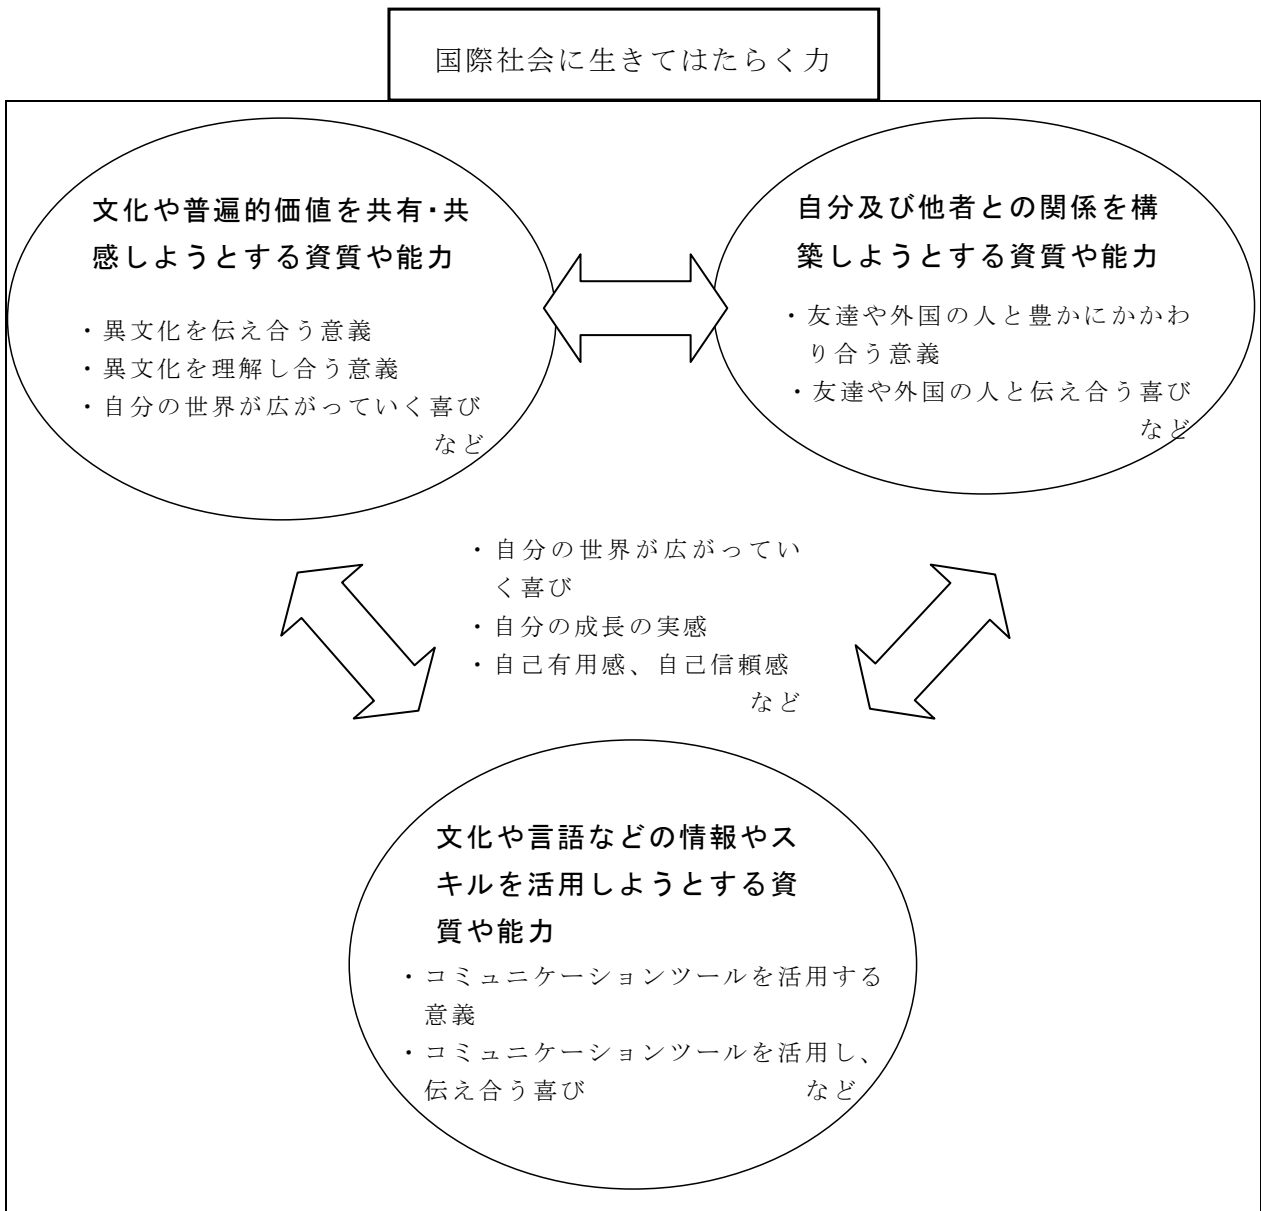 国際社会に生きてはたらく力
文化や普遍的価値を共有・共
感しようとする資質や能力
・異文化を伝え合う意義
・異文化を理解し合う意義
・自分の世界が広がっていく喜び
など
自分及び他者との関係を構
築しようとする資質や能力
・友達や外国の人と豊かにかかわ
り合う意義
・友達や外国の人と伝え合う喜び
など
・自分の世界が広がってい
く喜び
・自分の成長の実感
・自己有用感、自己信頼感
など
文化や言語などの情報やス
キルを活用しようとする資
質や能力
・コミュニケーションツールを活用する
意義
・コミュニケーションツールを活用し、
伝え合う喜び　など